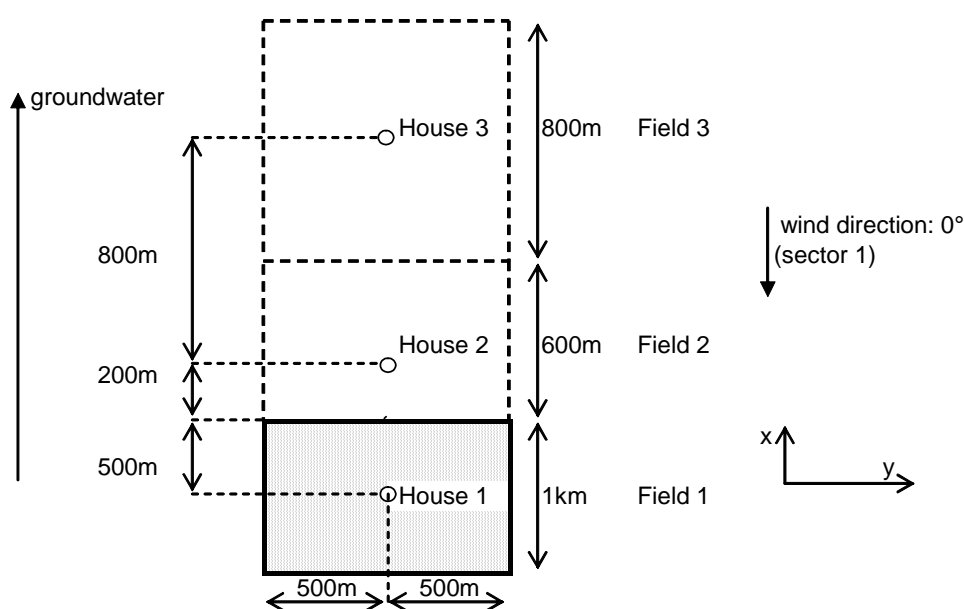 groundwater
House 3
800m
Field 3
wind direction: 0°
(sector 1)
800m
House 2
600m
Field 2
200m
x
500m
y
House 1
1km
Field 1
500m
500m